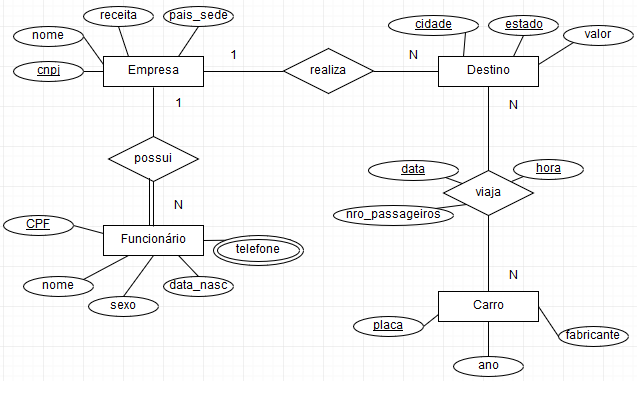 receita
pais_sede
nome
cnpj
Empresa
1
realiza
N
cidade
estado
valor
Destino
1
possui
N
N
data
hora
viaja
nro_passageiros
N
CPF
Funcionário
telefone
nome
sexo
data_nasc
Carro
placa
ano
fabricante